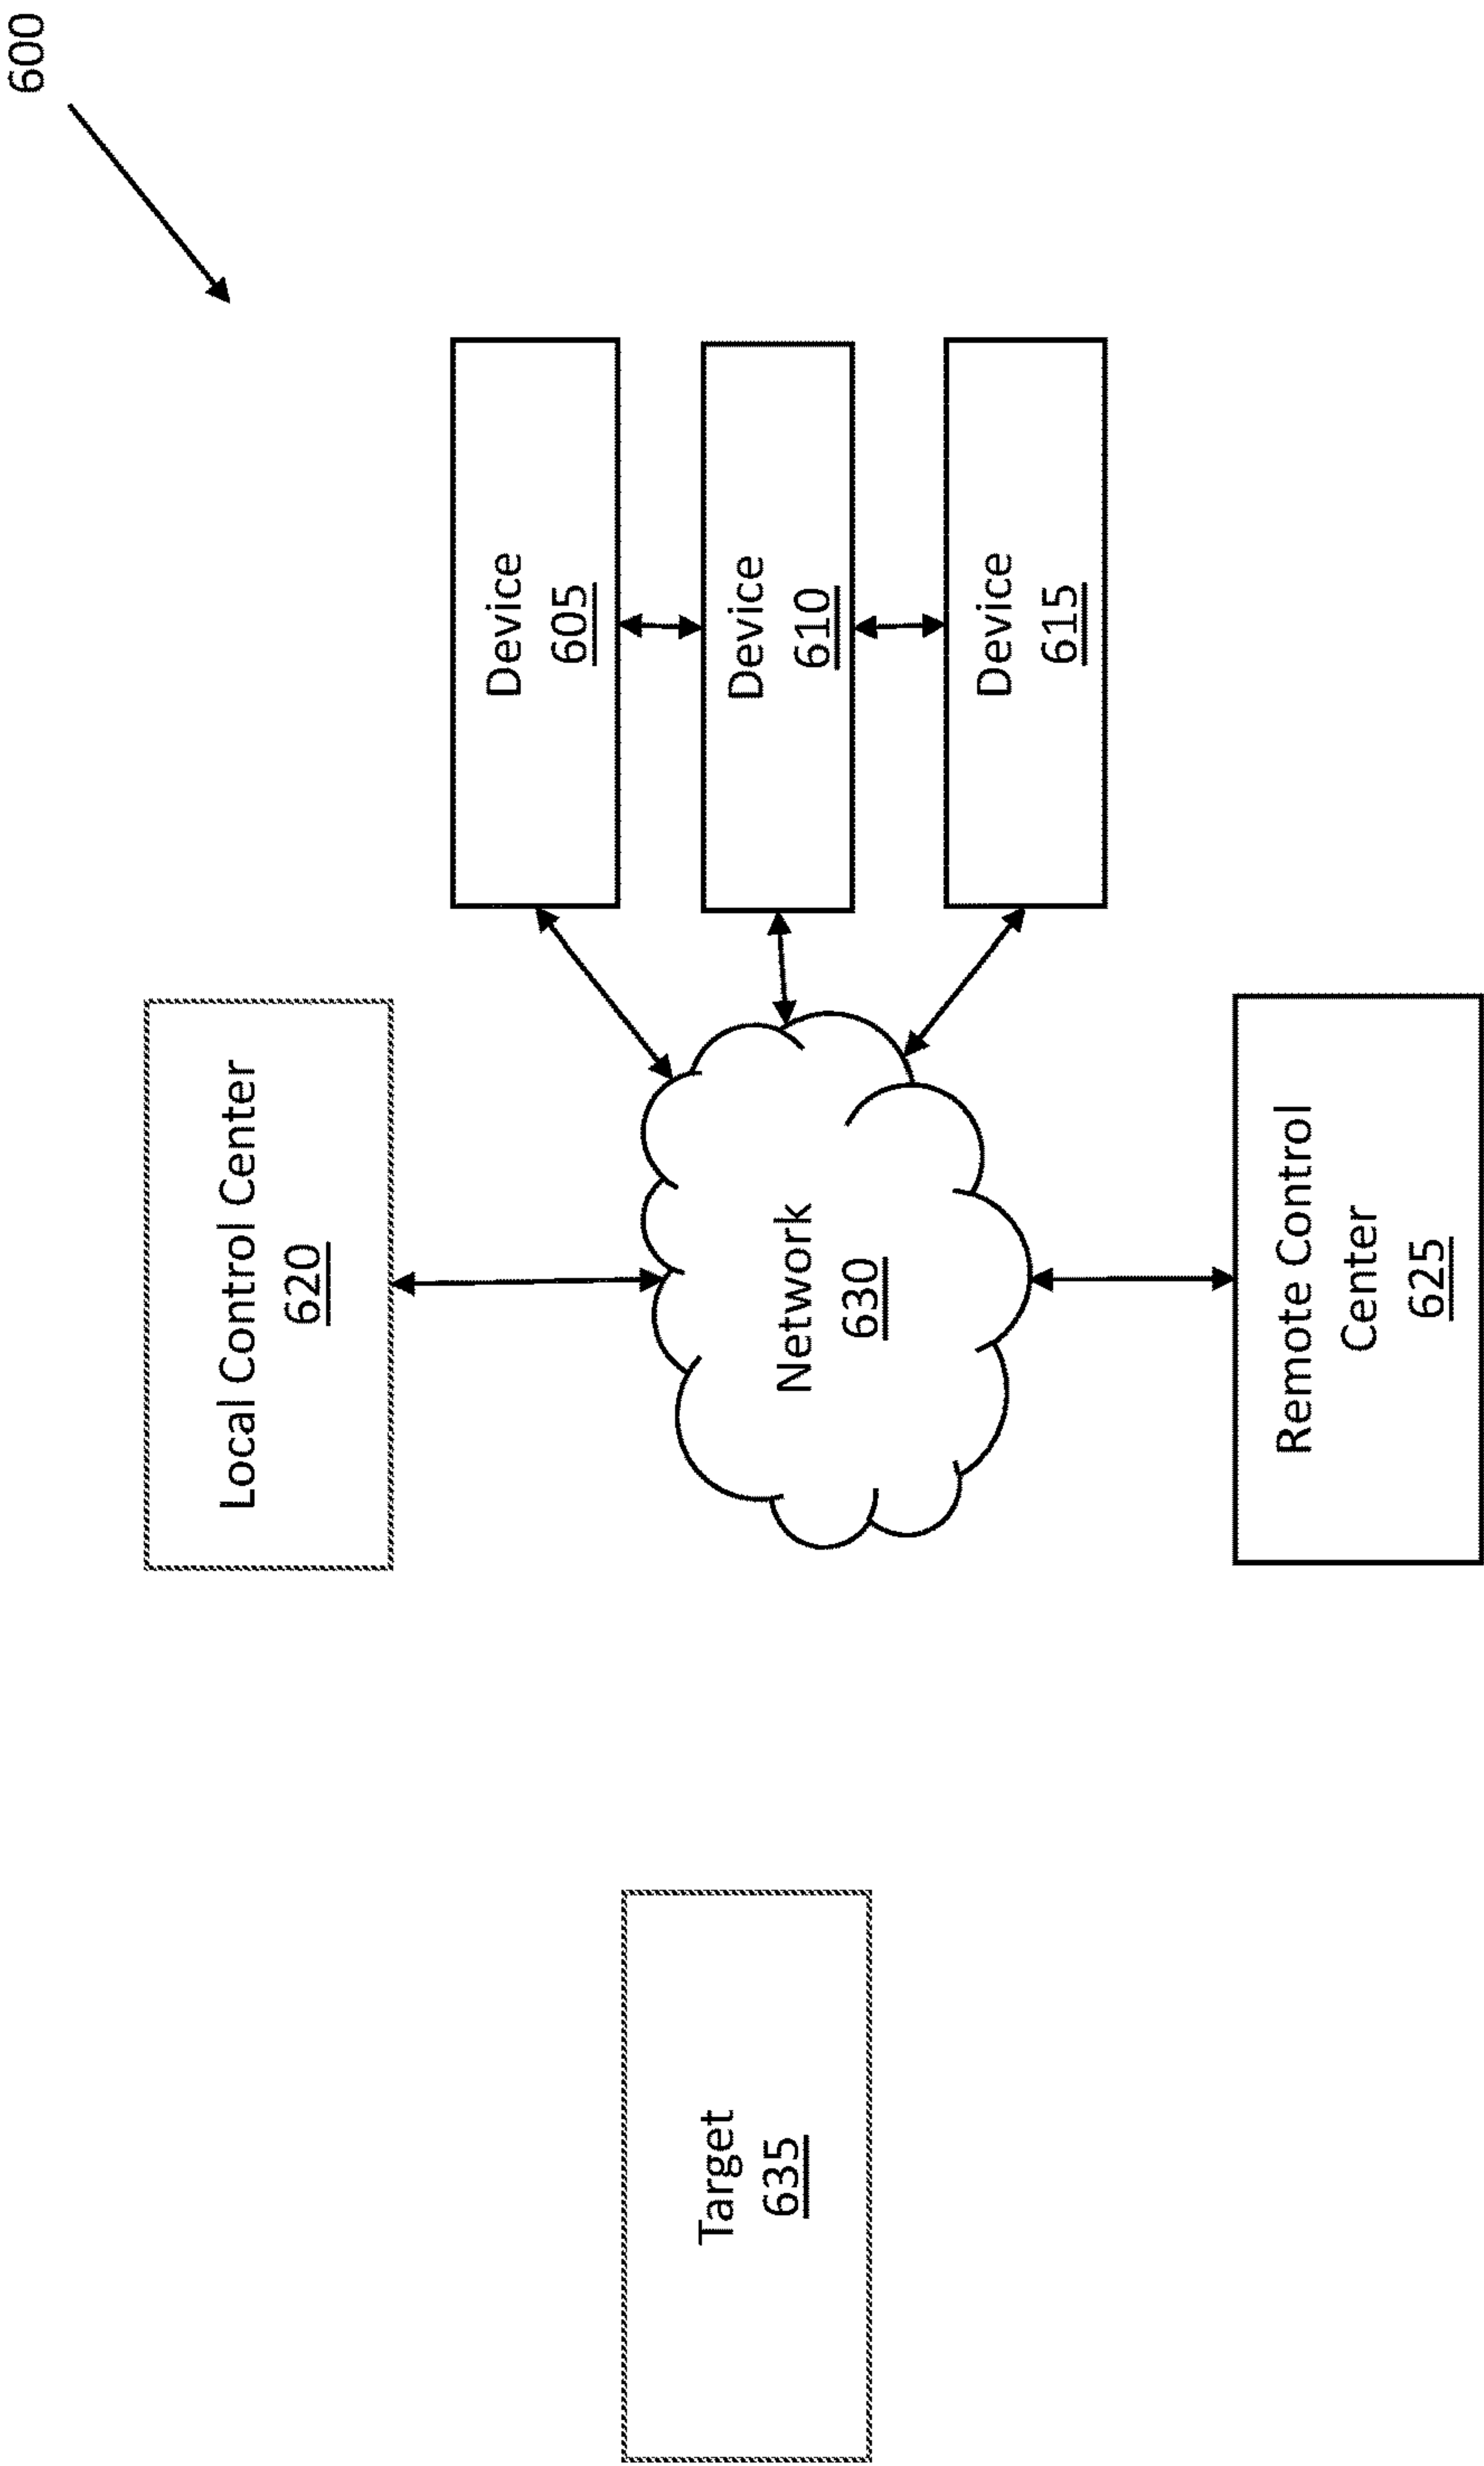 600
Local Control Center
620
Device
605
Device
610
Device
615
Network
630
Remote Control
Center
625
Target
635